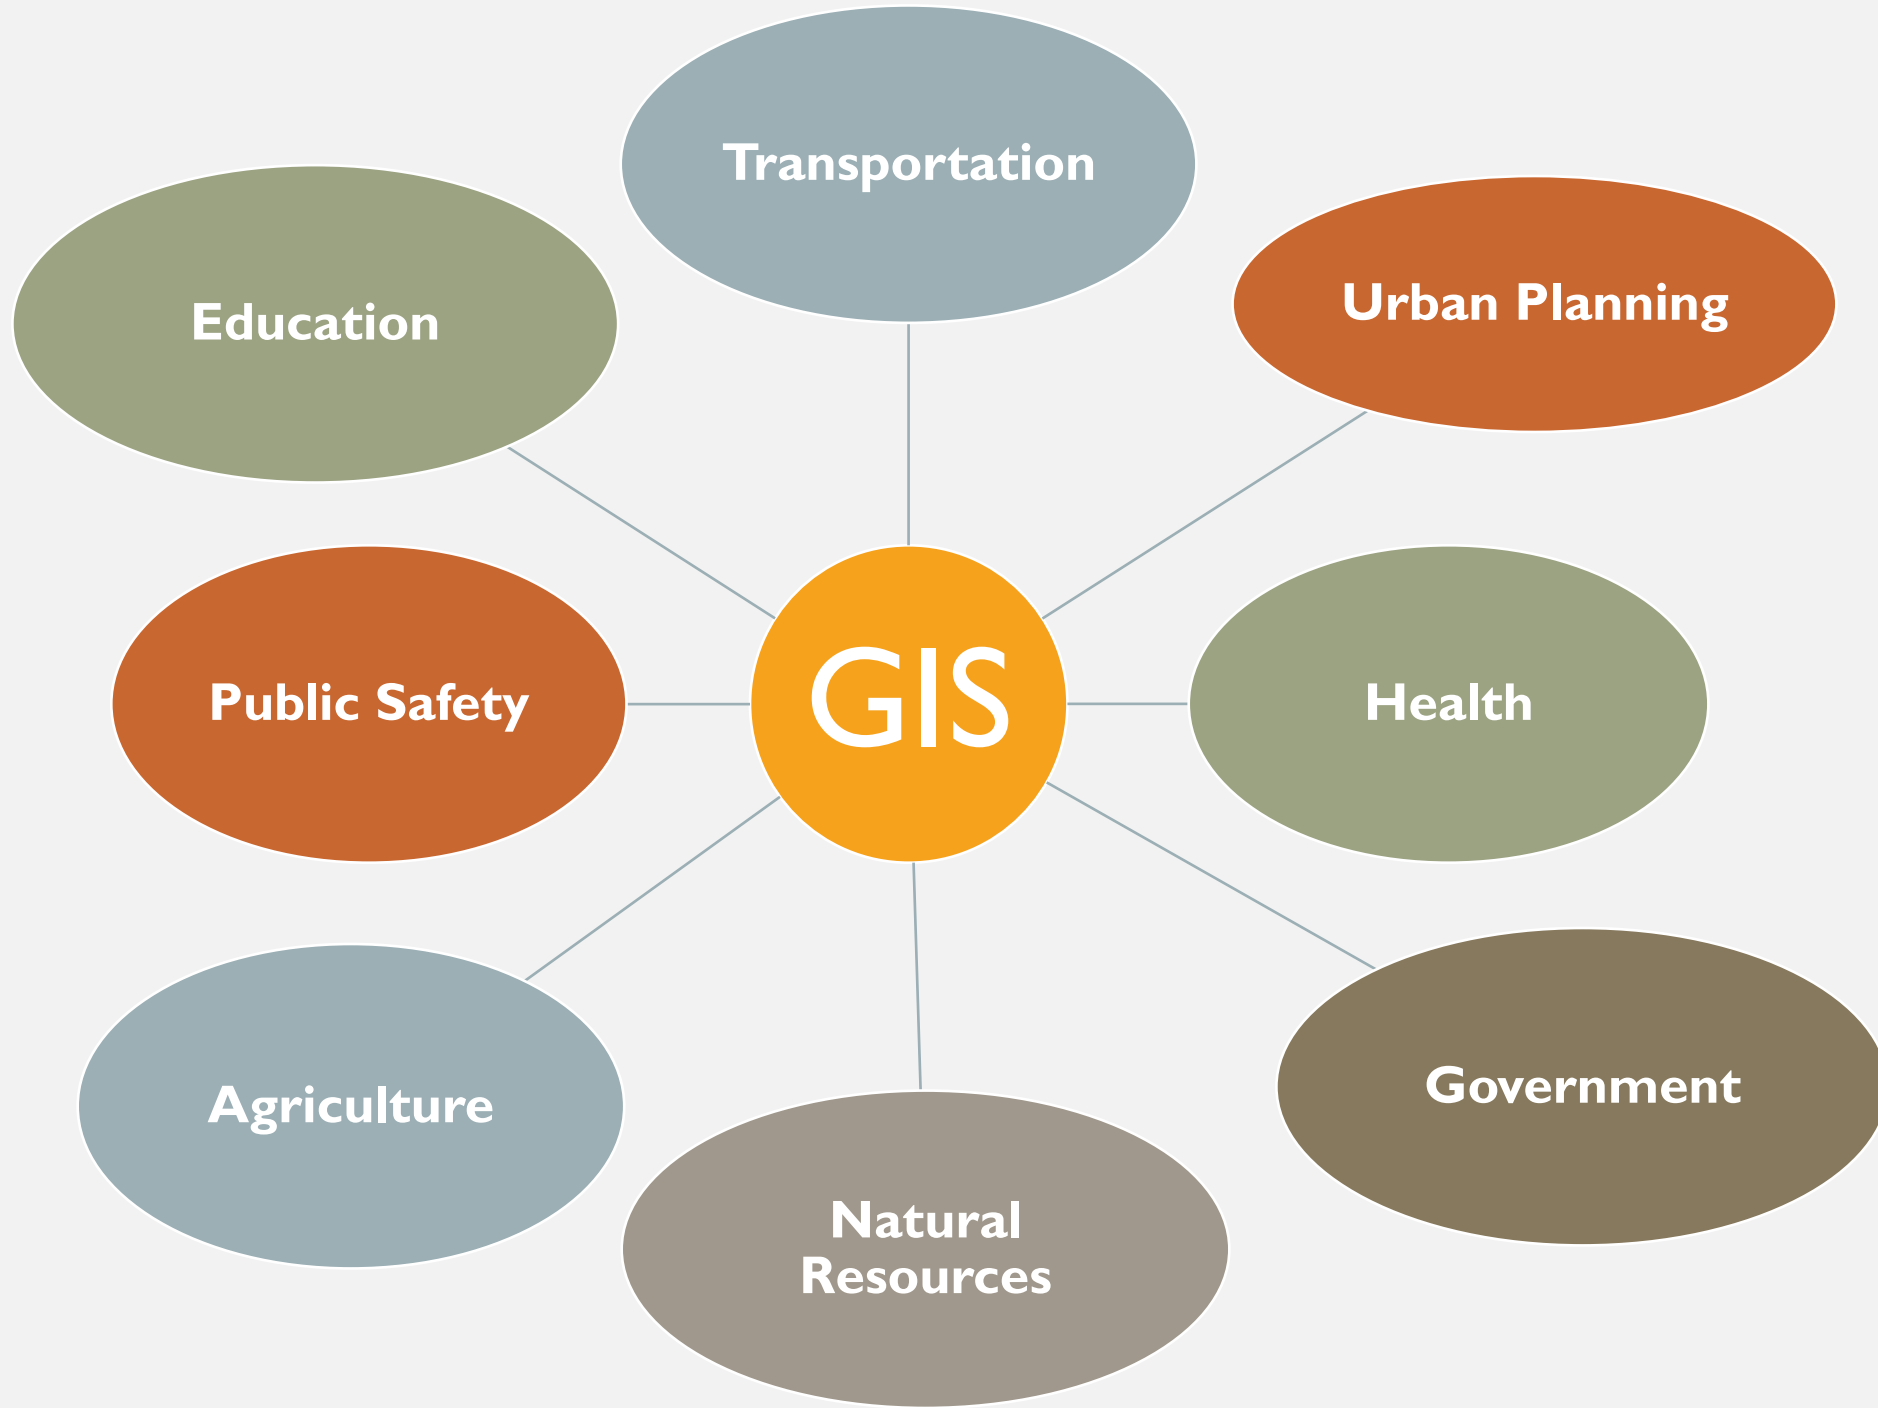 Transportation
Education
Urban Planning
Public Safety
GIS
Health
Agriculture
Government
Natural
Resources